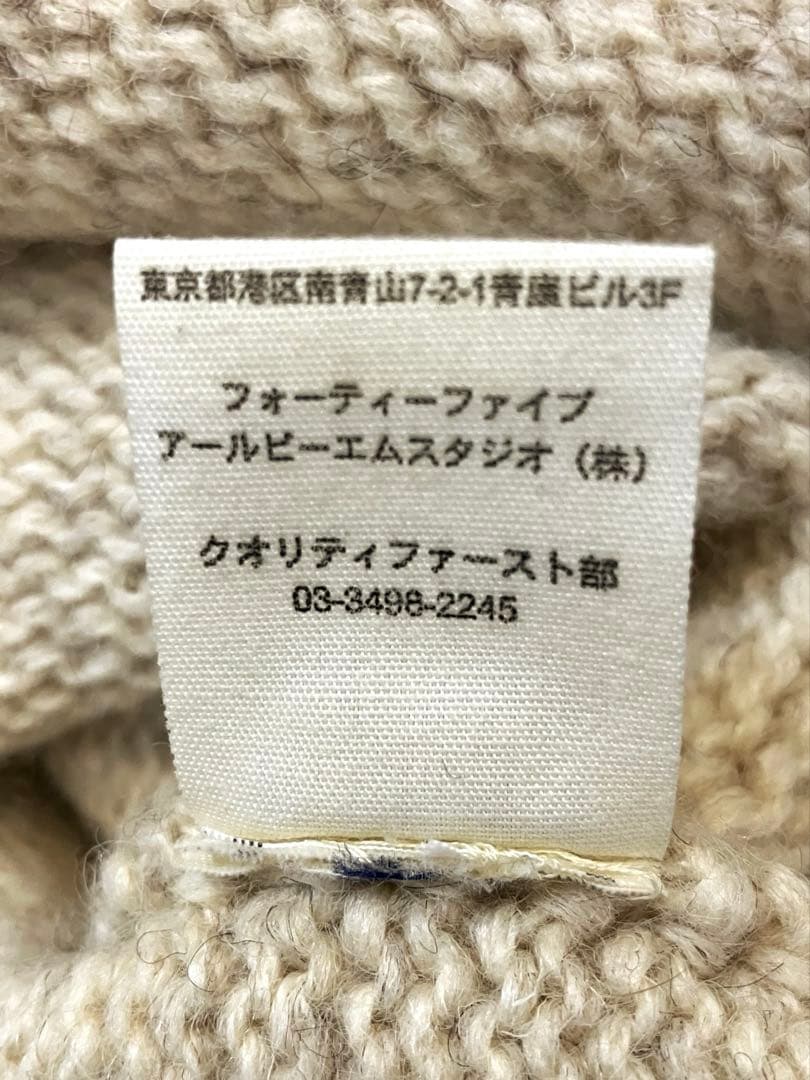 東京都港区南青山7-2-1青康ビル3F
フォーティーファイブ
アールピーエムスタジオ（株）
クオリティファースト部
03-3498-2245